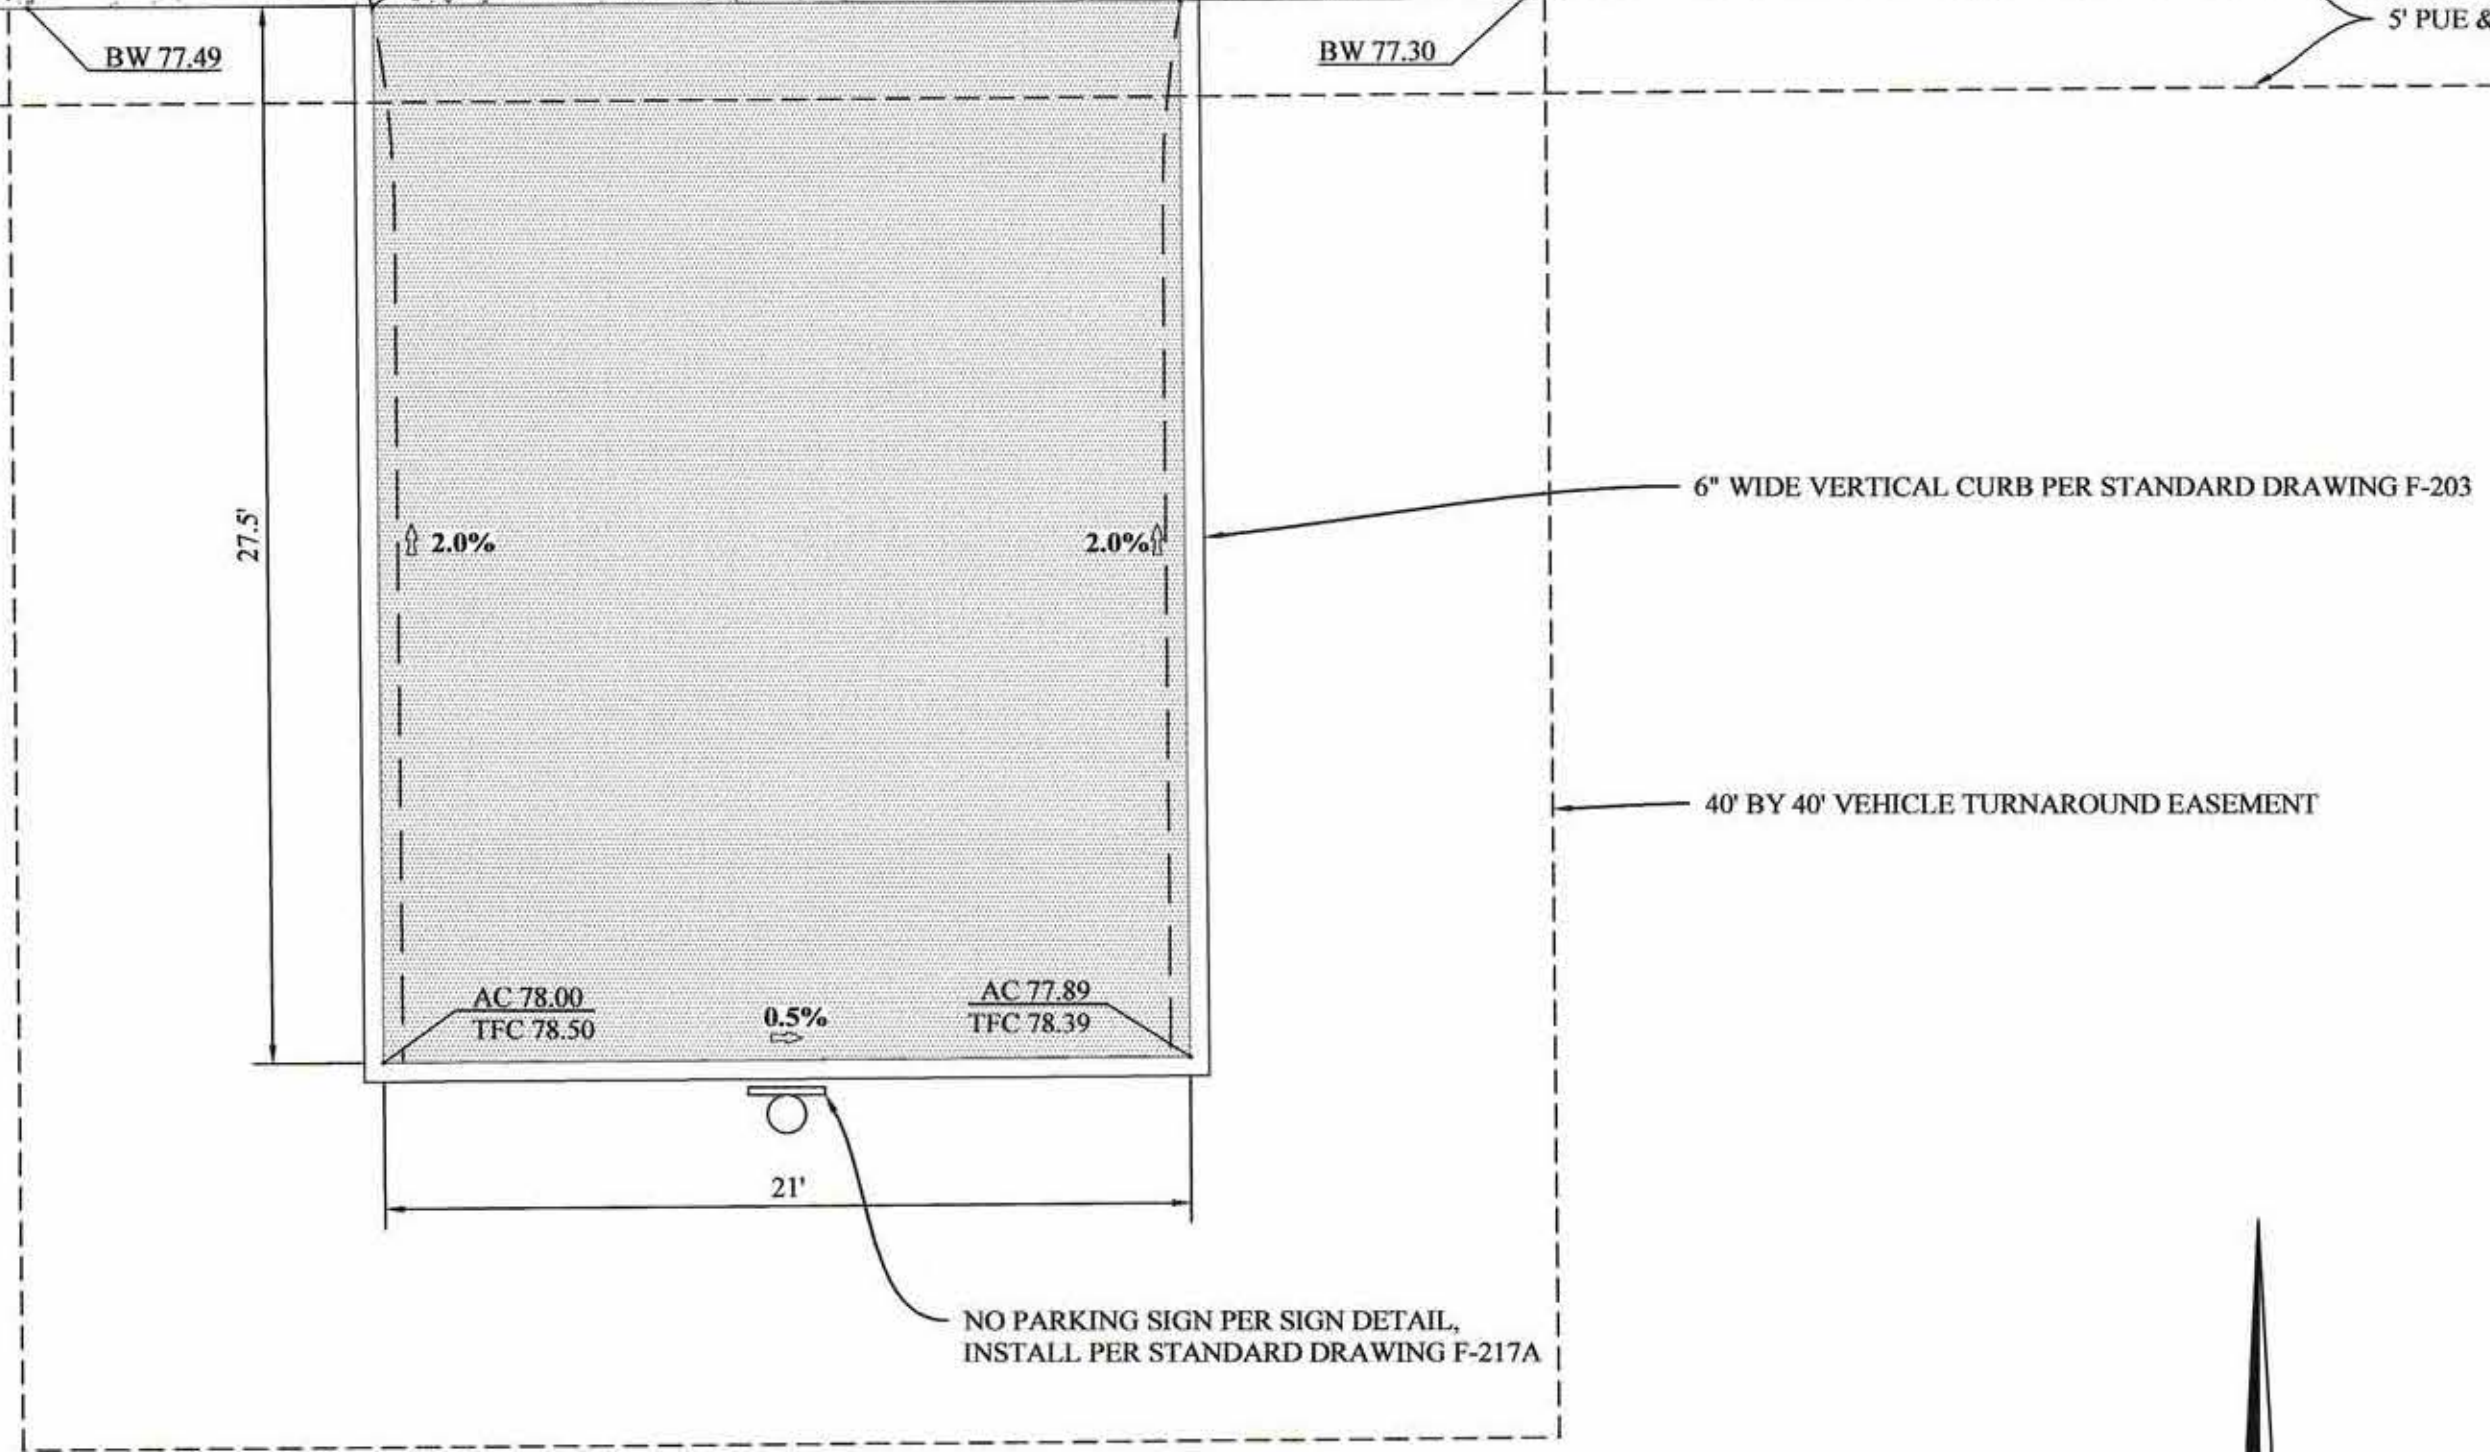 5' PUE &
BW 77.49
BW 77.30
27.5'
6" WIDE VERTICAL CURB PER STANDARD DRAWING F-203
2.0%
2.0%
40' BY 40' VEHICLE TURNAROUND EASEMENT
AC 78.00
TFC 78.50
0.5%
AC 77.89
TFC 78.39
21'
NO PARKING SIGN PER SIGN DETAIL,
INSTALL PER STANDARD DRAWING F-217A